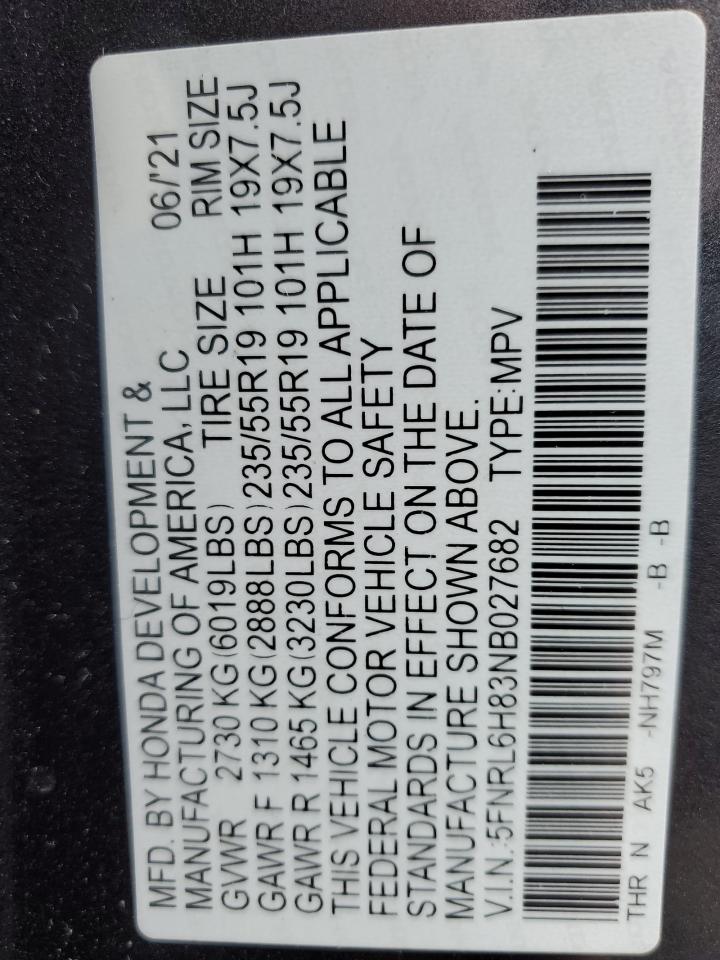 MFD. BY HONDA DEVELOPMENT &
MANUFACTURING OF AMERICA, LLC 06/'21
GVWR 2730 KG (6019LBS) TIRE SIZE RIM SIZE
GAWR F 1310 KG (2888LBS) 235/55R19 101H 19X7.5J
GAWR R 1465 KG (3230LBS) 235/55R19 101H 19X7.5J
THIS VEHICLE CONFORMS TO ALL APPLICABLE
FEDERAL MOTOR VEHICLE SAFETY
STANDARDS IN EFFECT ON THE DATE OF
MANUFACTURE SHOWN ABOVE.
V.I.N.:5FNRL6H83NB027682 TYPE:MPV
THR N AK5 -NH797M -B -B